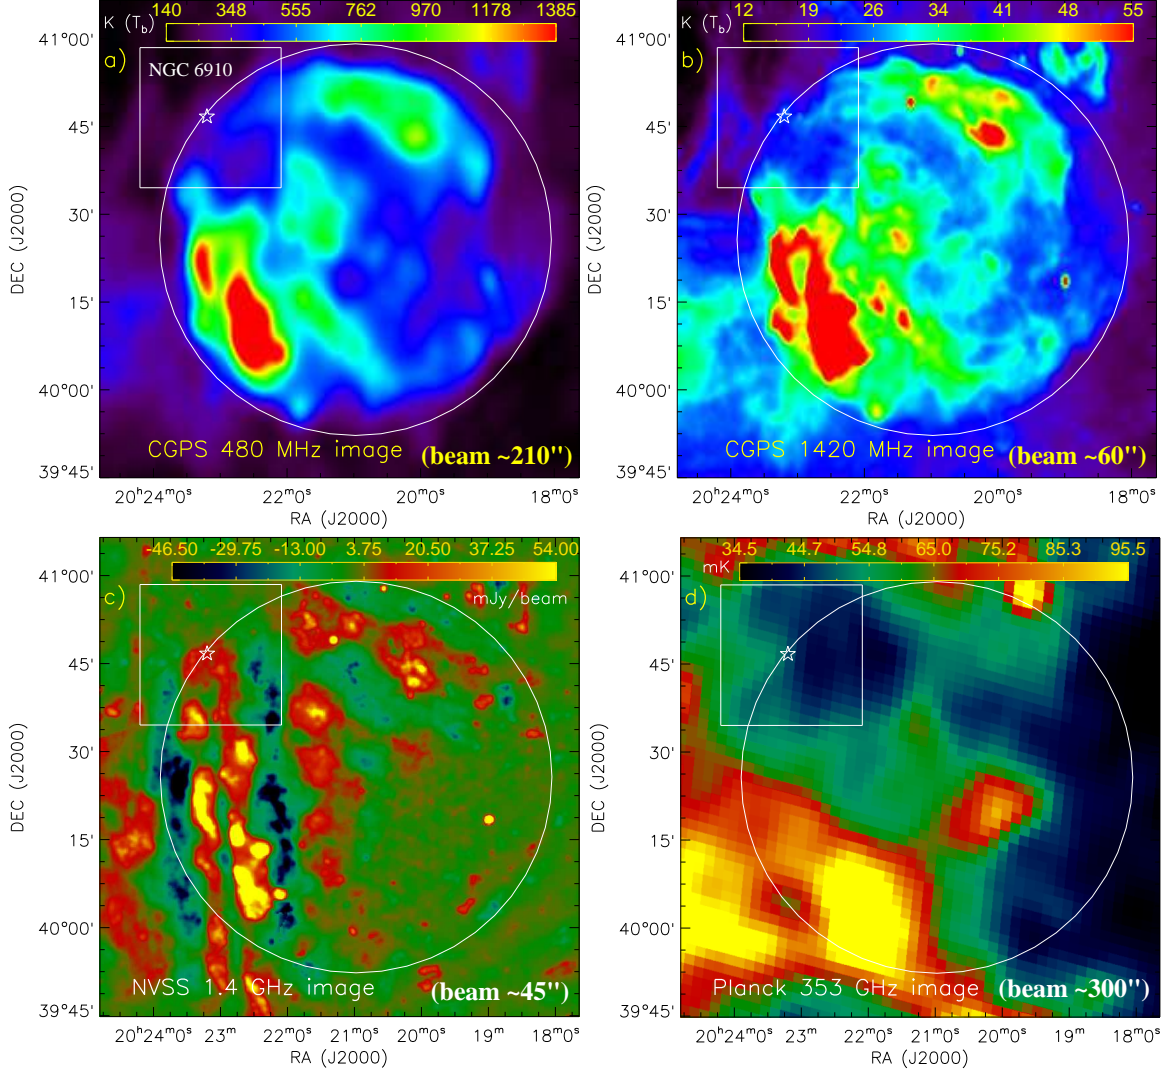 140 348 555 762 970 1178 1385
K (Tb)
a)
NGC 6910
41°00'
45'
30'
15'
40°00'
39°45'
DEC (J2000)
CGPS 480 MHz image (beam ~210")
20h24m0s 22m0s 20m0s 18m0s
RA (J2000)
12 19 26 34 41 48 55
K (Tb)
b)
41°00'
45'
30'
15'
40°00'
39°45'
DEC (J2000)
CGPS 1420 MHz image (beam ~60")
20h24m0s 22m0s 20m0s 18m0s
RA (J2000)
-46.50 -29.75 -13.00 3.75 20.50 37.25 54.00
c)
mJy/beam
41°00'
45'
30'
15'
40°00'
39°45'
DEC (J2000)
NVSS 1.4 GHz image (beam ~45")
20h24m0s 23m 22m0s 21m0s 20m0s 19m
RA (J2000)
34.5 44.7 54.8 65.0 75.2 85.3 95.5
mK
d)
41°00'
45'
30'
15'
40°00'
39°45'
DEC (J2000)
Planck 353 GHz image (beam ~300")
20h24m0s 23m 22m0s 21m0s 20m0s 19m
RA (J2000)